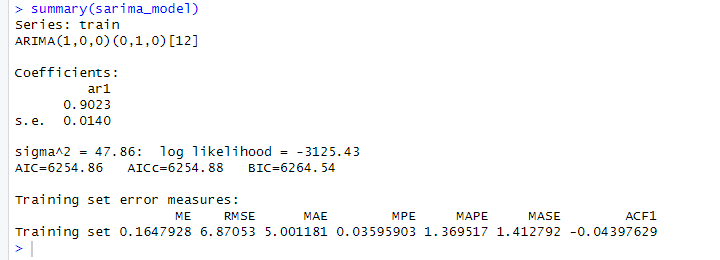 > summary(sarima_model)
Series: train
ARIMA(1,0,0)(0,1,0)[12]
Coefficients:
ar1
0.9023
s.e. 0.0140
sigma^2 = 47.86: log likelihood = -3125.43
AIC=6254.86 AICc=6254.88 BIC=6264.54
Training set error measures:
ME RMSE MAE MPE MAPE MASE ACF1
Training set 0.1647928 6.87053 5.001181 0.03595903 1.369517 1.412792 -0.04397629
>